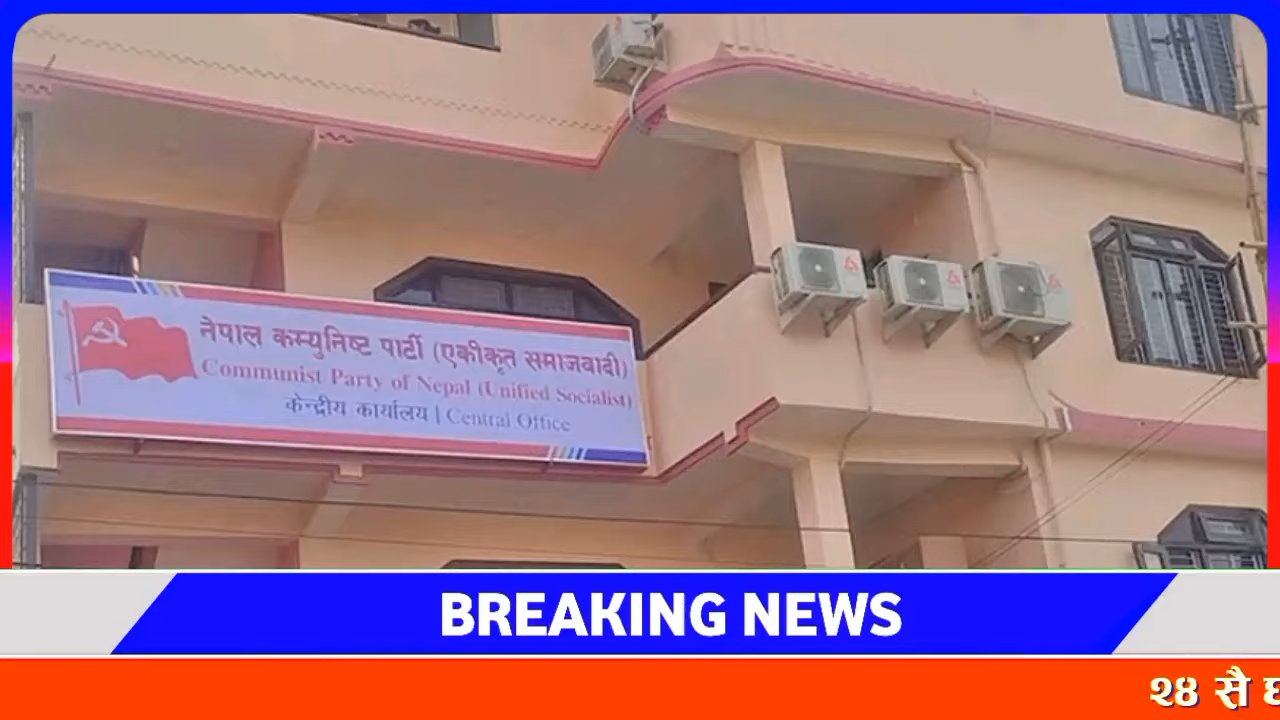 नेपाल कम्युनिष्ट पार्टी (एकीकृत समाजवादी)
Communist Party of Nepal (Unified Socialist)
केन्द्रीय कार्यालय | Central Office
BREAKING NEWS
२४ सै